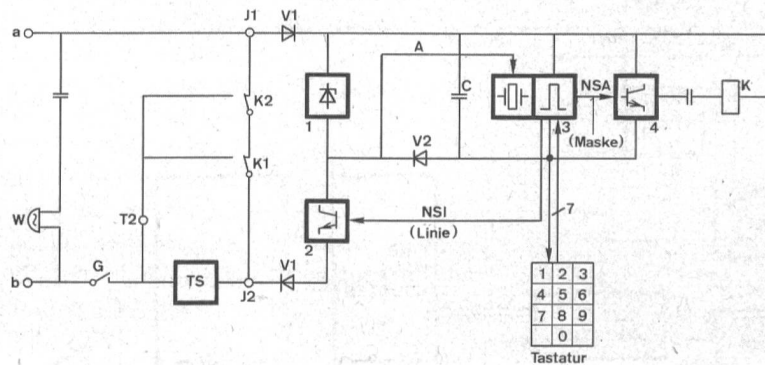 a
J1
V1
A
C
NSA
K
K2
1
3
4
V2
(Maske)
K1
W
T2
NSI
7
(Linie)
2
G
b
TS
J2
V1
1 2 3
4 5 6
7 8 9
0
Tastatur